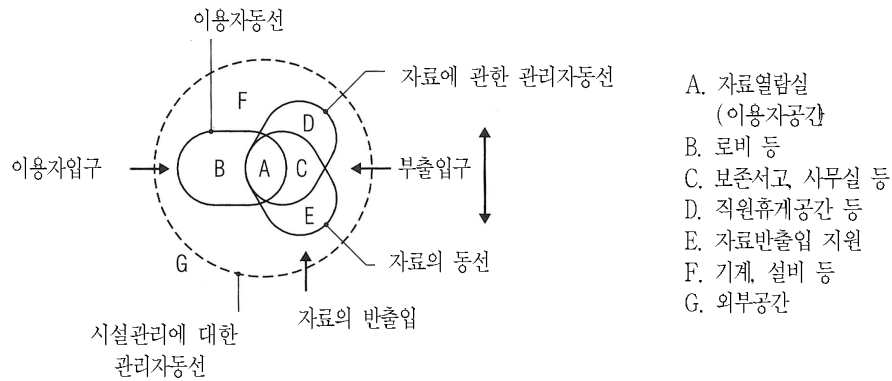 이용자동선
자료에 관한 관리자동선
F
D
이용자입구
B
A
C
부출입구
E
G
자료의 동선
자료의 반출입
시설관리에 대한
관리자동선
A. 자료열람실
(이용자공간
B. 로비 등
C. 보존서고, 사무실 등
D. 직원휴게공간 등
E. 자료반출입 지원
F. 기계, 설비 등
G. 외부공간